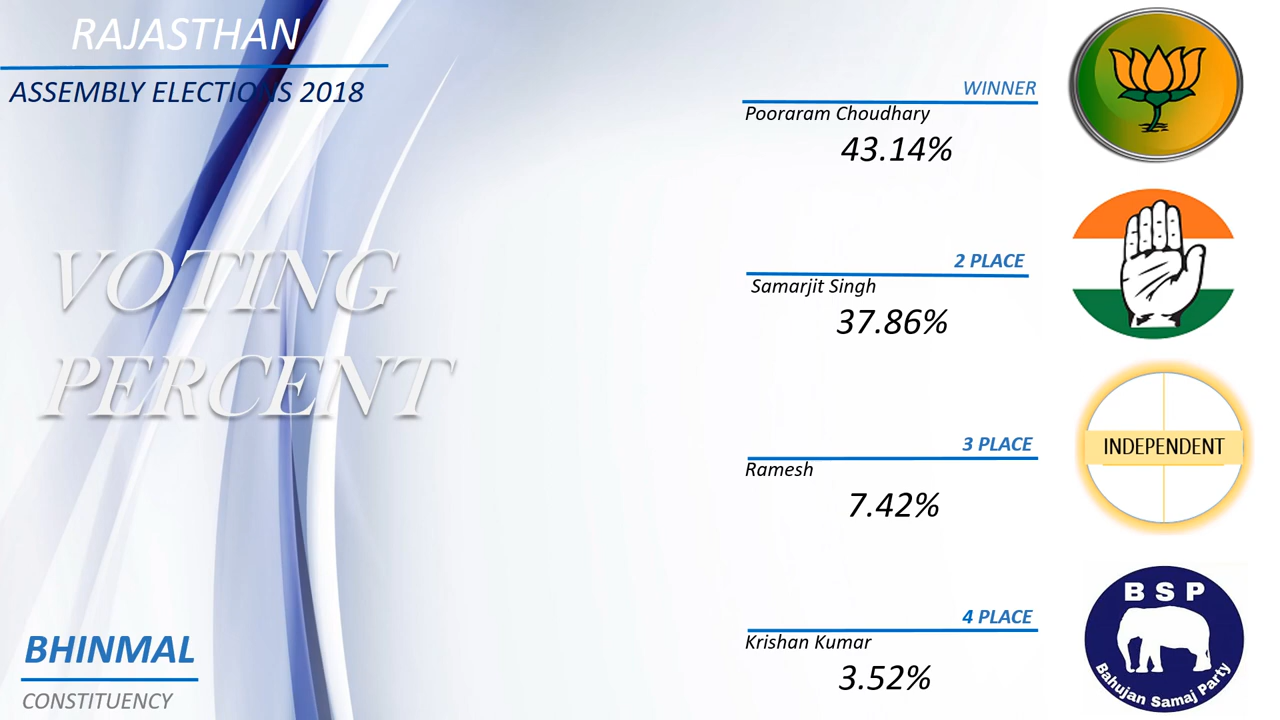 RAJASTHAN
ASSEMBLY ELECTIONS 2018
VOTING
PERCENT
BHINMAL
CONSTITUENCY
WINNER
Pooraram Choudhary
43.14%
2 PLACE
Samarjit Singh
37.86%
3 PLACE
Ramesh
7.42%
INDEPENDENT
4 PLACE
Krishan Kumar
3.52%
BSP
Bahujan Samaj Party